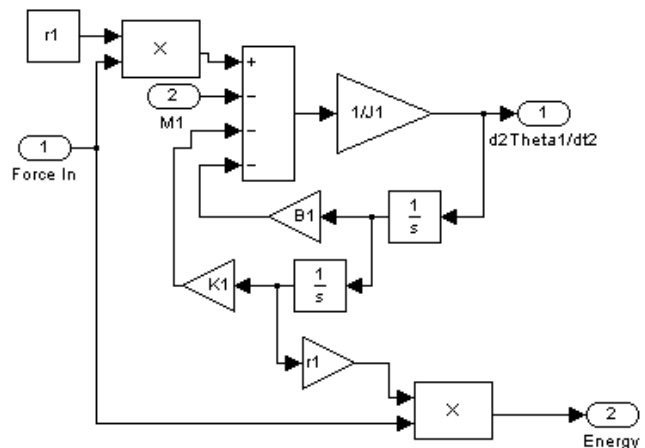 r1
×
+
−
−
−
2
M1
1/J1
1
d2Theta1/dt2
1
Force In
B1
1
s
K1
1
s
r1
×
2
Energy